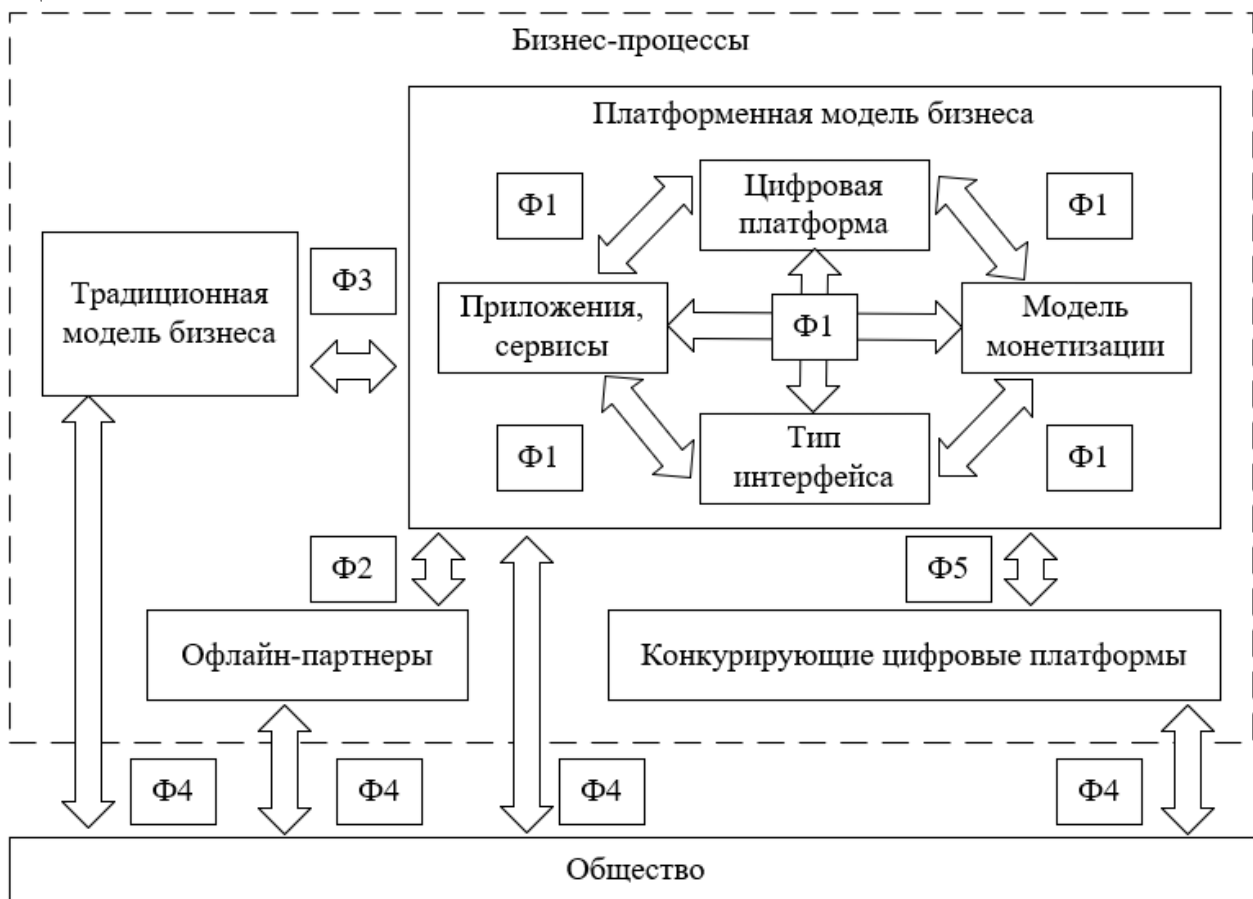 Бизнес-процессы
Платформенная модель бизнеса
Ф1
Цифровая
платформа
Ф1
Традиционная
модель бизнеса
Ф3
Приложения,
сервисы
Ф1
Модель
монетизации
Ф1
Тип
интерфейса
Ф1
Ф2
Ф5
Офлайн-партнеры
Конкурирующие цифровые платформы
Ф4
Ф4
Ф4
Ф4
Общество